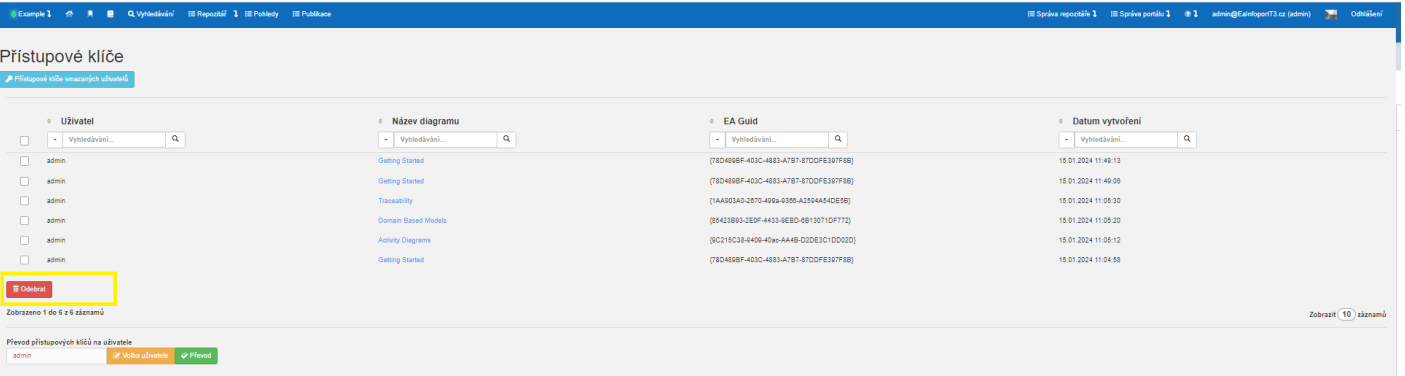 Example Vyhledávání Repozitář Pohledy Publikace Správa repozitáře Správa portálu admin@EaInfoportT3.cz (admin) Odhlášení
Přístupové klíče
Přístupové klíče smazaných uživatelů
Uživatel Název diagramu EA Guid Datum vytvoření
- Vyhledávání... - Vyhledávání... - Vyhledávání... - Vyhledávání...
admin Getting Started {78D489BF-403C-4883-A7B7-87DDFE397F8B} 15.01.2024 11:49:13
admin Getting Started {78D489BF-403C-4883-A7B7-87DDFE397F8B} 15.01.2024 11:49:06
admin Traceability {1AA903A0-2670-499a-9366-A2594A54DE5B} 15.01.2024 11:05:30
admin Domain Based Models {85423B93-2E0F-4433-9EBD-6B13071DF772} 15.01.2024 11:05:20
admin Activity Diagrams {9C215C38-9409-40ac-AA4B-D2DE3C1DD02D} 15.01.2024 11:05:12
admin Getting Started {78D489BF-403C-4883-A7B7-87DDFE397F8B} 15.01.2024 11:04:58
Odebrat
Zobrazeno 1 do 6 z 6 záznamů Zobrazit 10 záznamů
Převod přístupových klíčů na uživatele
admin Volba uživatele Převod